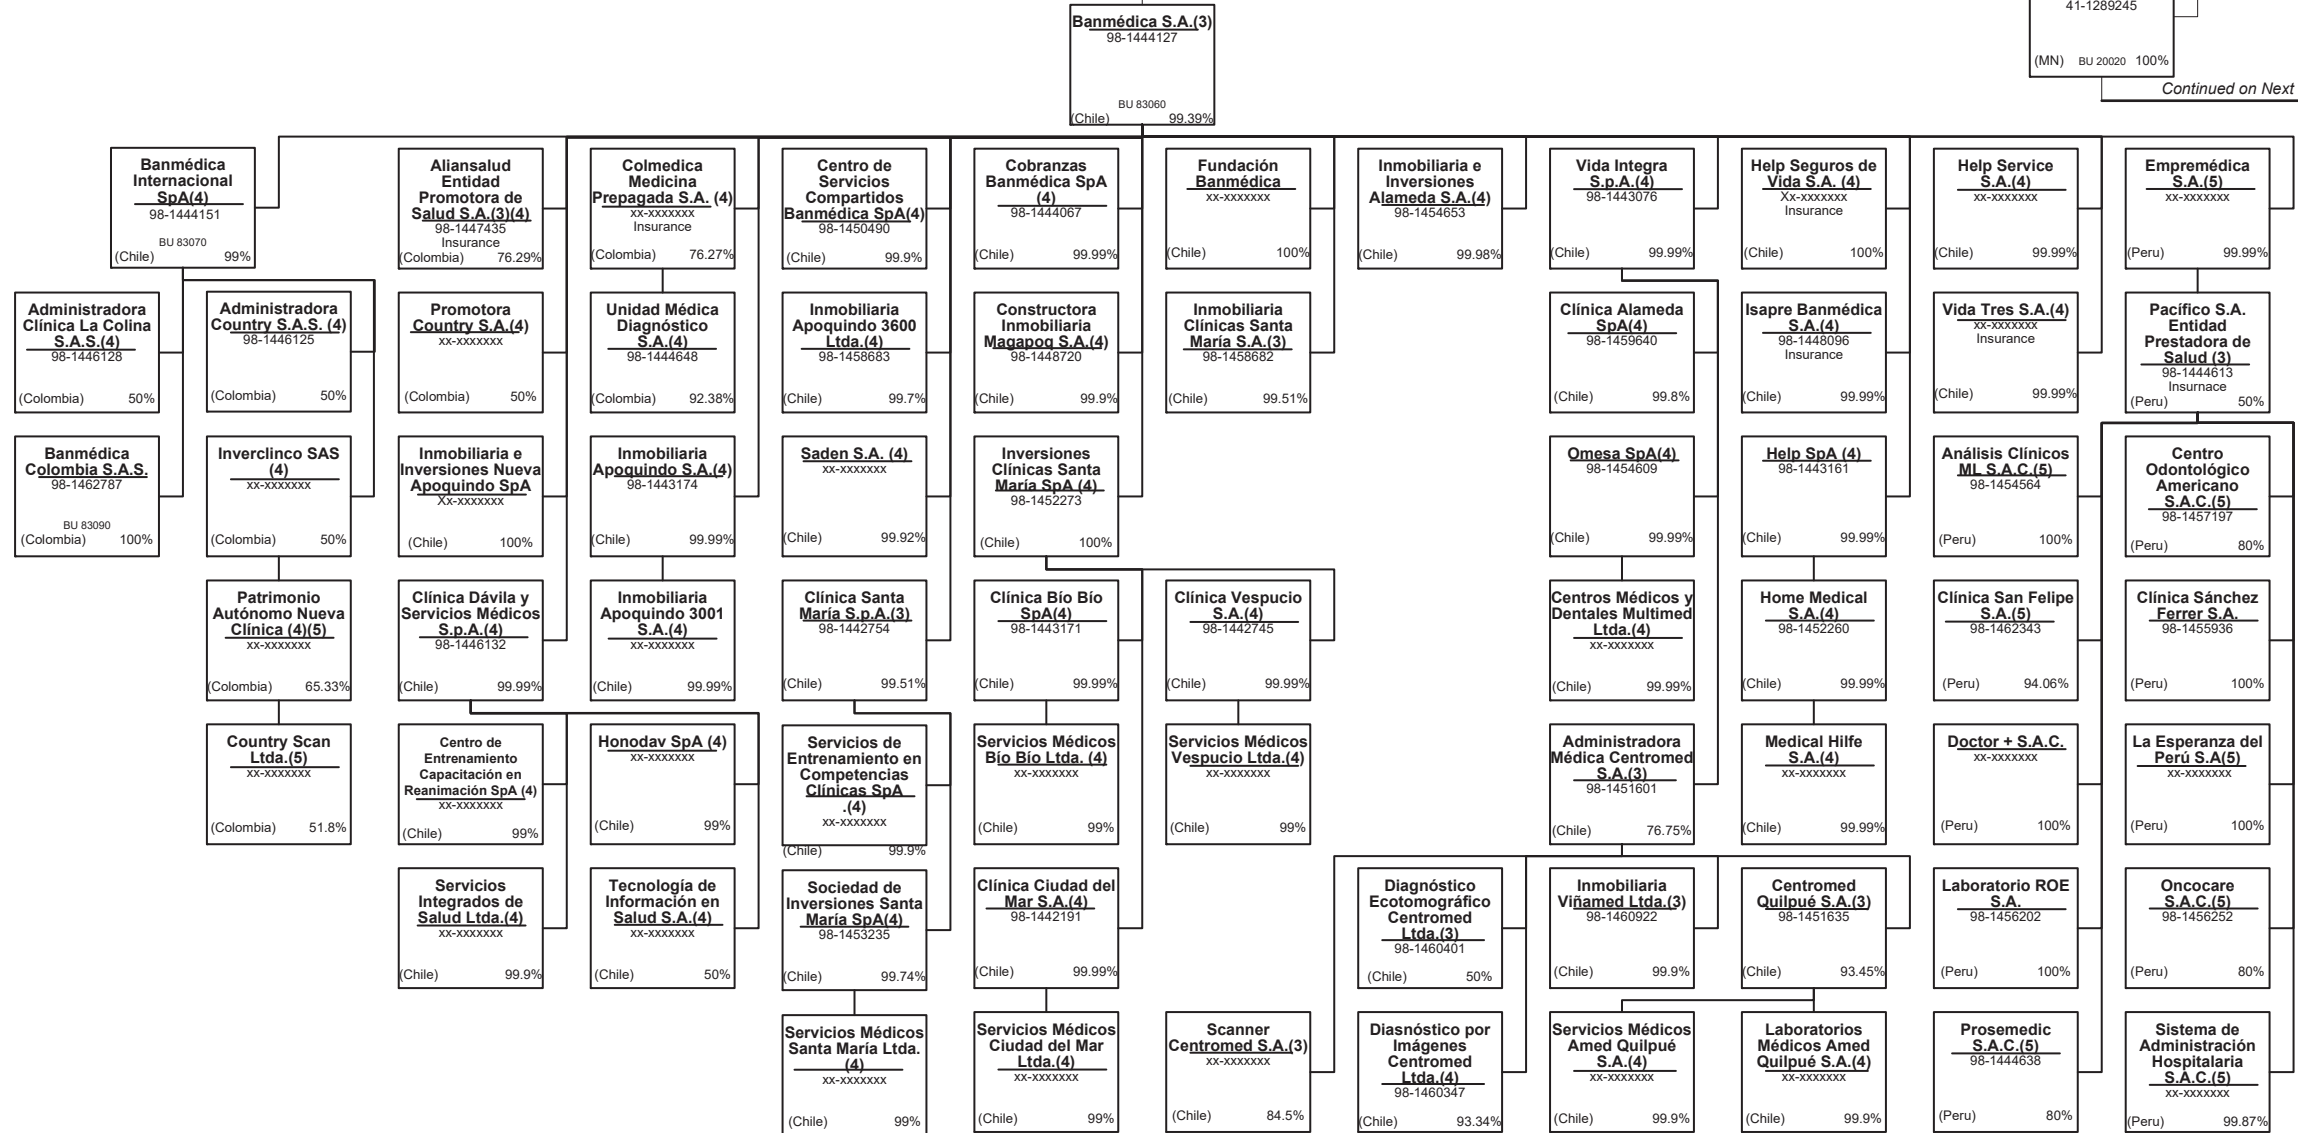 41-1289245
(MN) BU 20020 100%
Continued on Next
Banmédica S.A.(3)
98-1444127
BU 83060
(Chile) 99.39%
Banmédica
Internacional
SpA(4)
98-1444151
BU 83070
(Chile) 99%
Aliansalud
Entidad
Promotora de
Salud S.A.(3)(4)
98-1447435
Insurance
(Colombia) 76.29%
Colmedica
Medicina
Prepagada S.A. (4)
xx-xxxxxxx
Insurance
(Colombia) 76.27%
Centro de
Servicios
Compartidos
Banmédica SpA(4)
98-1450490
(Chile) 99.9%
Cobranzas
Banmédica SpA
(4)
98-1444067
(Chile) 99.99%
Fundación
Banmédica
xx-xxxxxxx
(Chile) 100%
Inmobiliaria e
Inversiones
Alameda S.A.(4)
98-1454653
(Chile) 99.98%
Vida Integra
S.p.A.(4)
98-1443076
(Chile) 99.99%
Help Seguros de
Vida S.A. (4)
Xx-xxxxxxx
Insurance
(Chile) 100%
Help Service
S.A.(4)
xx-xxxxxxx
(Chile) 99.99%
Empremédica
S.A.(5)
xx-xxxxxxx
(Peru) 99.99%
Administradora
Clínica La Colina
S.A.S.(4)
98-1446128
(Colombia) 50%
Administradora
Country S.A.S. (4)
98-1446125
(Colombia) 50%
Promotora
Country S.A.(4)
xx-xxxxxxx
(Colombia) 50%
Unidad Médica
Diagnóstico
S.A.(4)
98-1444648
(Colombia) 92.38%
Inmobiliaria
Apoquindo 3600
Ltda.(4)
98-1458683
(Chile) 99.7%
Constructora
Inmobiliaria
Magapoq S.A.(4)
98-1448720
(Chile) 99.9%
Inmobiliaria
Clínicas Santa
María S.A.(3)
98-1458682
(Chile) 99.51%
Clínica Alameda
SpA(4)
98-1459640
(Chile) 99.8%
Isapre Banmédica
S.A.(4)
98-1448096
Insurance
(Chile) 99.99%
Vida Tres S.A.(4)
xx-xxxxxxx
Insurance
(Chile) 99.99%
Pacífico S.A.
Entidad
Prestadora de
Salud (3)
98-1444613
Insurnace
(Peru) 50%
Banmédica
Colombia S.A.S.
98-1462787
BU 83090
(Colombia) 100%
Inverclinco SAS
(4)
xx-xxxxxxx
(Colombia) 50%
Inmobiliaria e
Inversiones Nueva
Apoquindo SpA
Xx-xxxxxxx
(Chile) 100%
Inmobiliaria
Apoquindo S.A.(4)
98-1443174
(Chile) 99.99%
Saden S.A. (4)
xx-xxxxxxx
(Chile) 99.92%
Inversiones
Clínicas Santa
María SpA (4)
98-1452273
(Chile) 100%
Omesa SpA(4)
98-1454609
(Chile) 99.99%
Help SpA (4)
98-1443161
(Chile) 99.99%
Análisis Clínicos
ML S.A.C.(5)
98-1454564
(Peru) 100%
Centro
Odontológico
Americano
S.A.C.(5)
98-1457197
(Peru) 80%
Patrimonio
Autónomo Nueva
Clínica (4)(5)
xx-xxxxxxx
(Colombia) 65.33%
Clínica Dávila y
Servicios Médicos
S.p.A.(4)
98-1446132
(Chile) 99.99%
Inmobiliaria
Apoquindo 3001
S.A.(4)
xx-xxxxxxx
(Chile) 99.99%
Clínica Santa
María S.p.A.(3)
98-1442754
(Chile) 99.51%
Clínica Bío Bío
SpA(4)
98-1443171
(Chile) 99.99%
Clínica Vespucio
S.A.(4)
98-1442745
(Chile) 99.99%
Centros Médicos y
Dentales Multimed
Ltda.(4)
xx-xxxxxxx
(Chile) 99.99%
Home Medical
S.A.(4)
98-1452260
(Chile) 99.99%
Clínica San Felipe
S.A.(5)
98-1462343
(Peru) 94.06%
Clínica Sánchez
Ferrer S.A.
98-1455936
(Peru) 100%
Country Scan
Ltda.(5)
xx-xxxxxxx
(Colombia) 51.8%
Centro de
Entrenamiento
Capacitación en
Reanimación SpA (4)
xx-xxxxxxx
(Chile) 99%
Honodav SpA (4)
xx-xxxxxxx
(Chile) 99%
Servicios de
Entrenamiento en
Competencias
Clínicas SpA
.(4)
xx-xxxxxxx
(Chile) 99.9%
Servicios Médicos
Bío Bío Ltda. (4)
xx-xxxxxxx
(Chile) 99%
Servicios Médicos
Vespucio Ltda.(4)
xx-xxxxxxx
(Chile) 99%
Administradora
Médica Centromed
S.A.(3)
98-1451601
(Chile) 76.75%
Medical Hilfe
S.A.(4)
xx-xxxxxxx
(Chile) 99.99%
Doctor + S.A.C.
xx-xxxxxxx
(Peru) 100%
La Esperanza del
Perú S.A(5)
xx-xxxxxxx
(Peru) 100%
Servicios
Integrados de
Salud Ltda.(4)
xx-xxxxxxx
(Chile) 99.9%
Tecnología de
Información en
Salud S.A.(4)
xx-xxxxxxx
(Chile) 50%
Sociedad de
Inversiones Santa
María SpA(4)
98-1453235
(Chile) 99.74%
Clínica Ciudad del
Mar S.A.(4)
98-1442191
(Chile) 99.99%
Diagnóstico
Ecotomográfico
Centromed
Ltda.(3)
98-1460401
(Chile) 50%
Inmobiliaria
Viñamed Ltda.(3)
98-1460922
(Chile) 99.9%
Centromed
Quilpué S.A.(3)
98-1451635
(Chile) 93.45%
Laboratorio ROE
S.A.
98-1456202
(Peru) 100%
Oncocare
S.A.C.(5)
98-1456252
(Peru) 80%
Servicios Médicos
Santa María Ltda.
(4)
xx-xxxxxxx
(Chile) 99%
Servicios Médicos
Ciudad del Mar
Ltda.(4)
xx-xxxxxxx
(Chile) 99%
Scanner
Centromed S.A.(3)
xx-xxxxxxx
(Chile) 84.5%
Diasnóstico por
Imágenes
Centromed
Ltda.(4)
98-1460347
(Chile) 93.34%
Servicios Médicos
Amed Quilpué
S.A.(4)
xx-xxxxxxx
(Chile) 99.9%
Laboratorios
Médicos Amed
Quilpué S.A.(4)
xx-xxxxxxx
(Chile) 99.9%
Prosemedic
S.A.C.(5)
98-1444638
(Peru) 80%
Sistema de
Administración
Hospitalaria
S.A.C.(5)
xx-xxxxxxx
(Peru) 99.87%